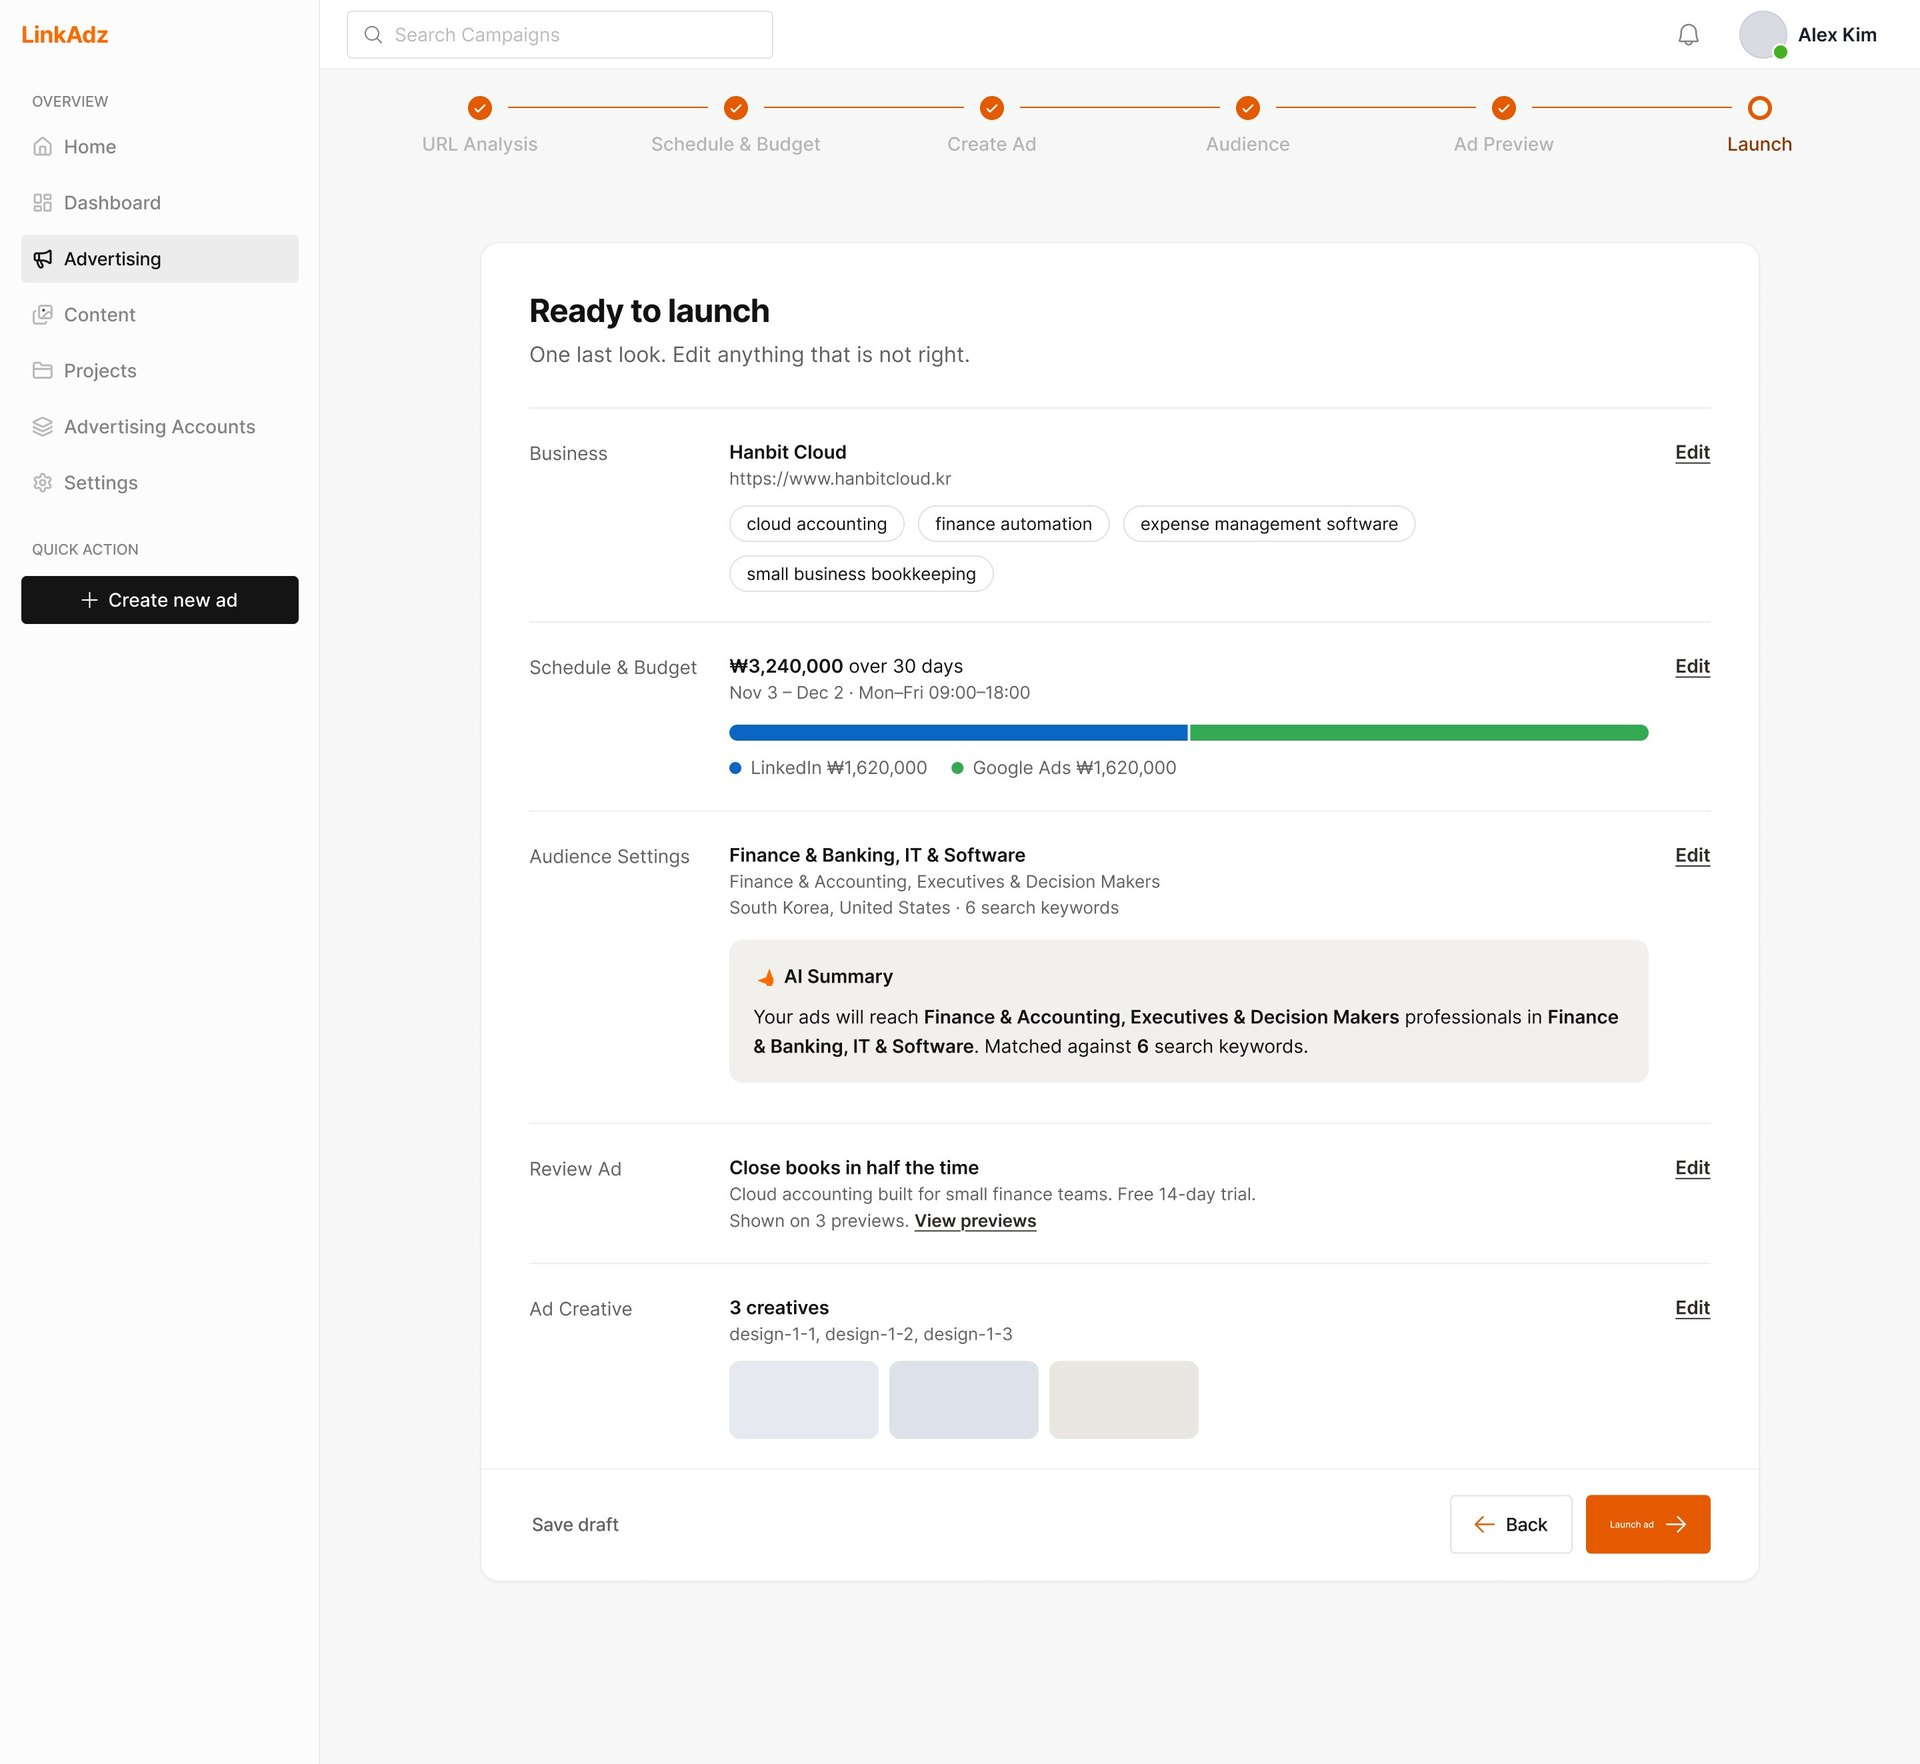 LinkAdz
Search Campaigns
Alex Kim
OVERVIEW
Home
Dashboard
Advertising
Content
Projects
Advertising Accounts
Settings
QUICK ACTION
Create new ad
URL Analysis
Schedule & Budget
Create Ad
Audience
Ad Preview
Launch
Ready to launch
One last look. Edit anything that is not right.
Business
Hanbit Cloud
Edit
https://www.hanbitcloud.kr
cloud accounting
finance automation
expense management software
small business bookkeeping
Schedule & Budget
₩3,240,000 over 30 days
Edit
Nov 3 – Dec 2 · Mon–Fri 09:00–18:00
LinkedIn ₩1,620,000
Google Ads ₩1,620,000
Audience Settings
Finance & Banking, IT & Software
Edit
Finance & Accounting, Executives & Decision Makers
South Korea, United States · 6 search keywords
AI Summary
Your ads will reach Finance & Accounting, Executives & Decision Makers professionals in Finance
& Banking, IT & Software. Matched against 6 search keywords.
Review Ad
Close books in half the time
Edit
Cloud accounting built for small finance teams. Free 14-day trial.
Shown on 3 previews. View previews
Ad Creative
3 creatives
Edit
design-1-1, design-1-2, design-1-3
Save draft
Back
Launch ad